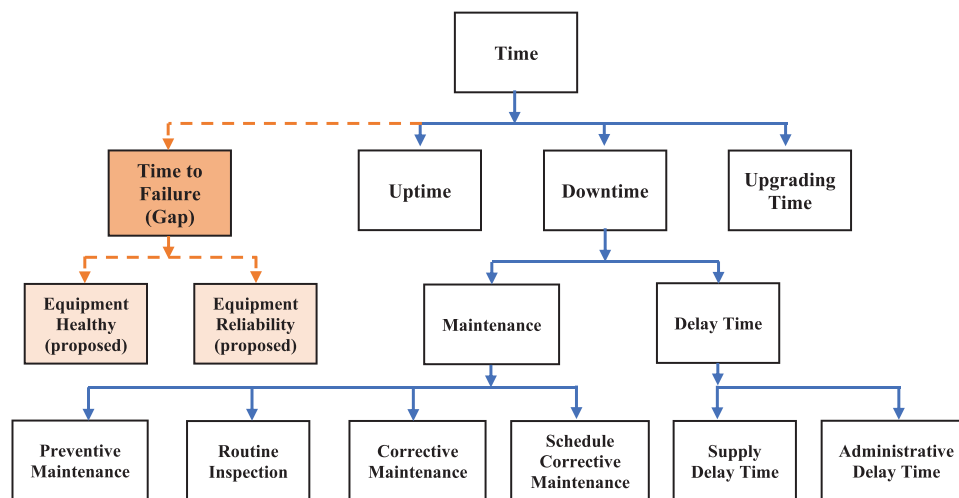 Time
Time to
Failure
(Gap)
Uptime
Downtime
Upgrading
Time
Equipment
Healthy
(proposed)
Equipment
Reliability
(proposed)
Maintenance
Delay Time
Preventive
Maintenance
Routine
Inspection
Corrective
Maintenance
Schedule
Corrective
Maintenance
Supply
Delay Time
Administrative
Delay Time